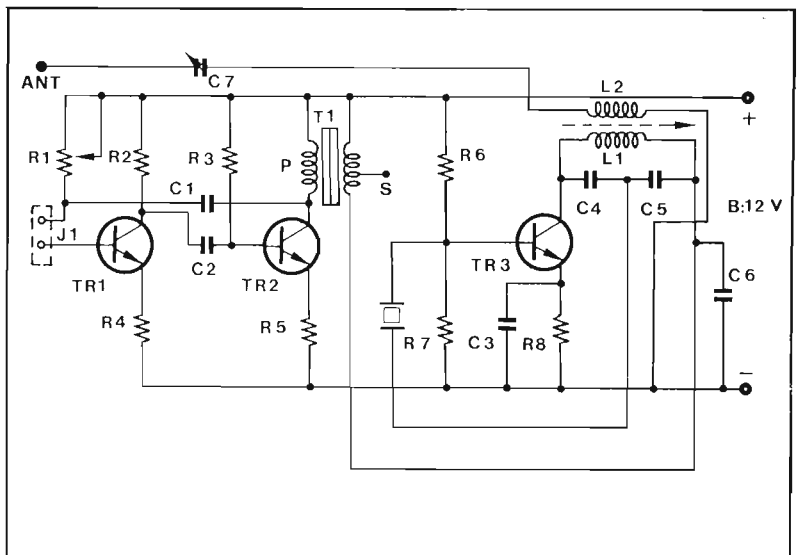 ANT
C7
L2
+
T1
L1
R1
R2
R3
P
S
R6
C1
C4
C5
B:12 V
J1
C2
TR1
TR2
TR3
C6
R4
R5
R7
C3
R8
−